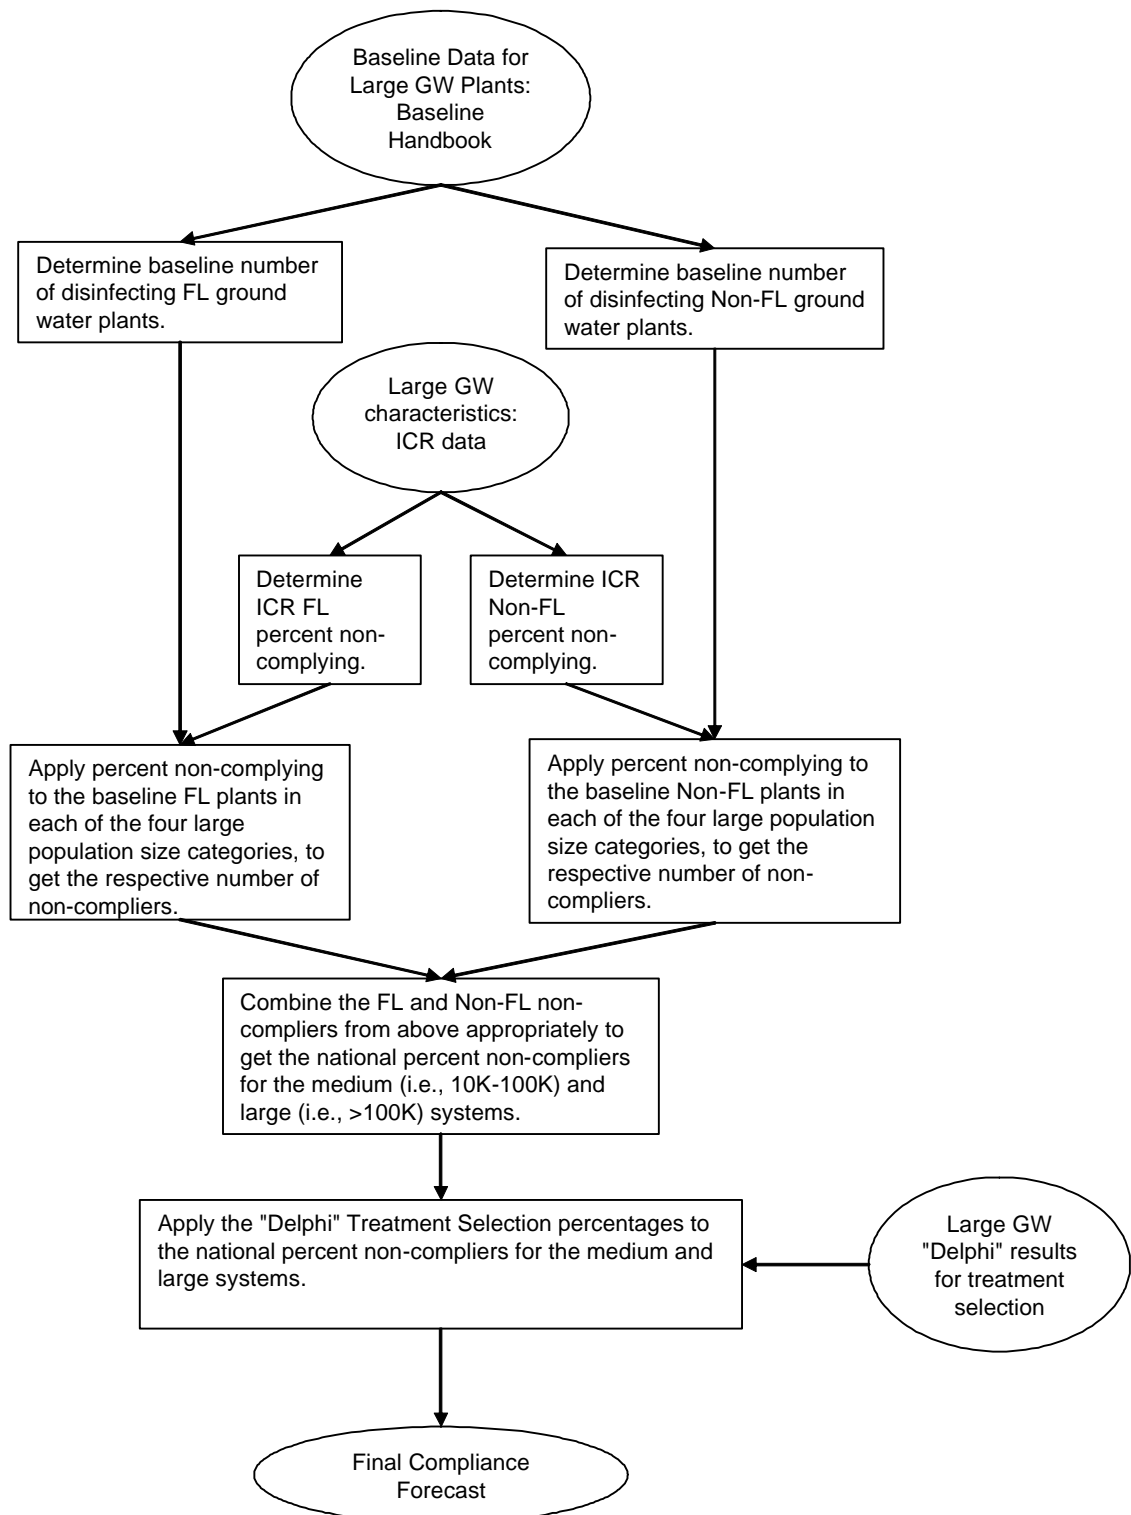 Baseline Data for
Large GW Plants:
Baseline
Handbook
Determine baseline number
of disinfecting FL ground
water plants.
Determine baseline number
of disinfecting Non-FL ground
water plants.
Large GW
characteristics:
ICR data
Determine
ICR FL
percent non-
complying.
Determine ICR
Non-FL
percent non-
complying.
Apply percent non-complying
to the baseline FL plants in
each of the four large
population size categories, to
get the respective number of
non-compliers.
Apply percent non-complying to
the baseline Non-FL plants in
each of the four large population
size categories, to get the
respective number of non-
compliers.
Combine the FL and Non-FL non-
compliers from above appropriately to
get the national percent non-compliers
for the medium (i.e., 10K-100K) and
large (i.e., >100K) systems.
Apply the "Delphi" Treatment Selection percentages to
the national percent non-compliers for the medium and
large systems.
Large GW
"Delphi" results
for treatment
selection
Final Compliance
Forecast